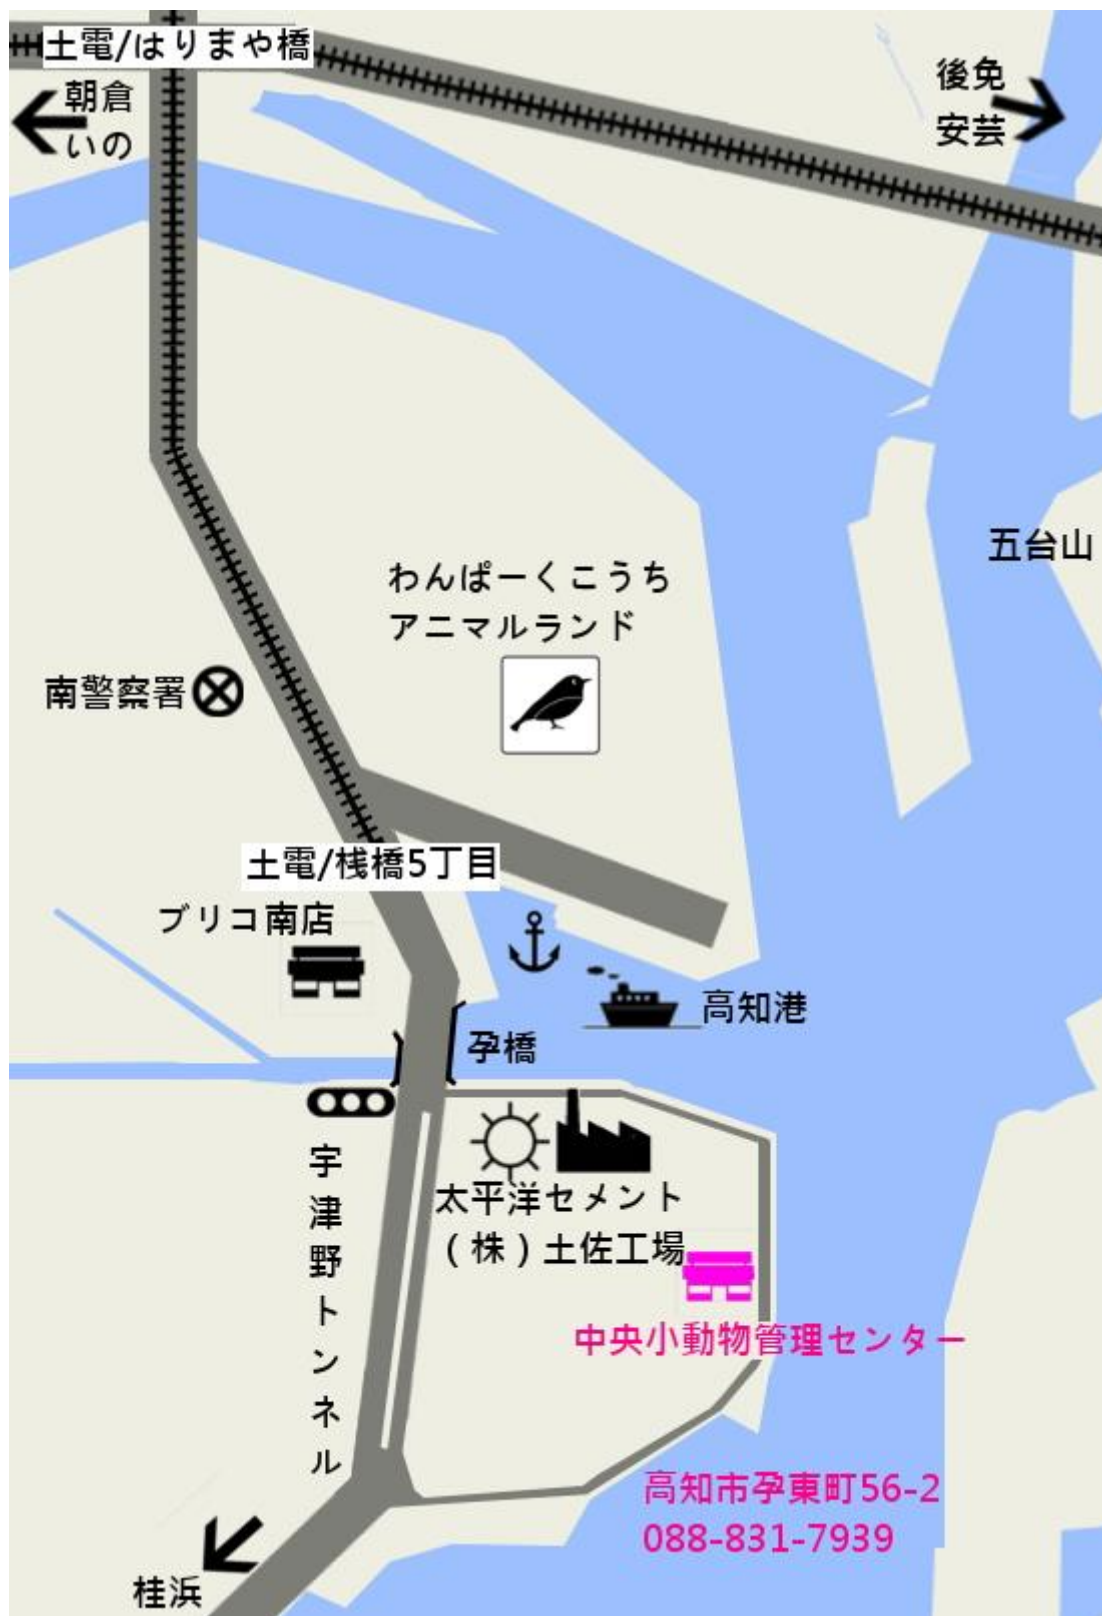 土電/はりまや橋
朝倉
いの
後免
安芸
五台山
わんぱーくこうち
アニマルランド
南警察署
土電/桟橋5丁目
ブリコ南店
高知港
孕橋
宇津野トンネル
太平洋セメント
(株)土佐工場
中央小動物管理センター
高知市孕東町56-2
088-831-7939
桂浜